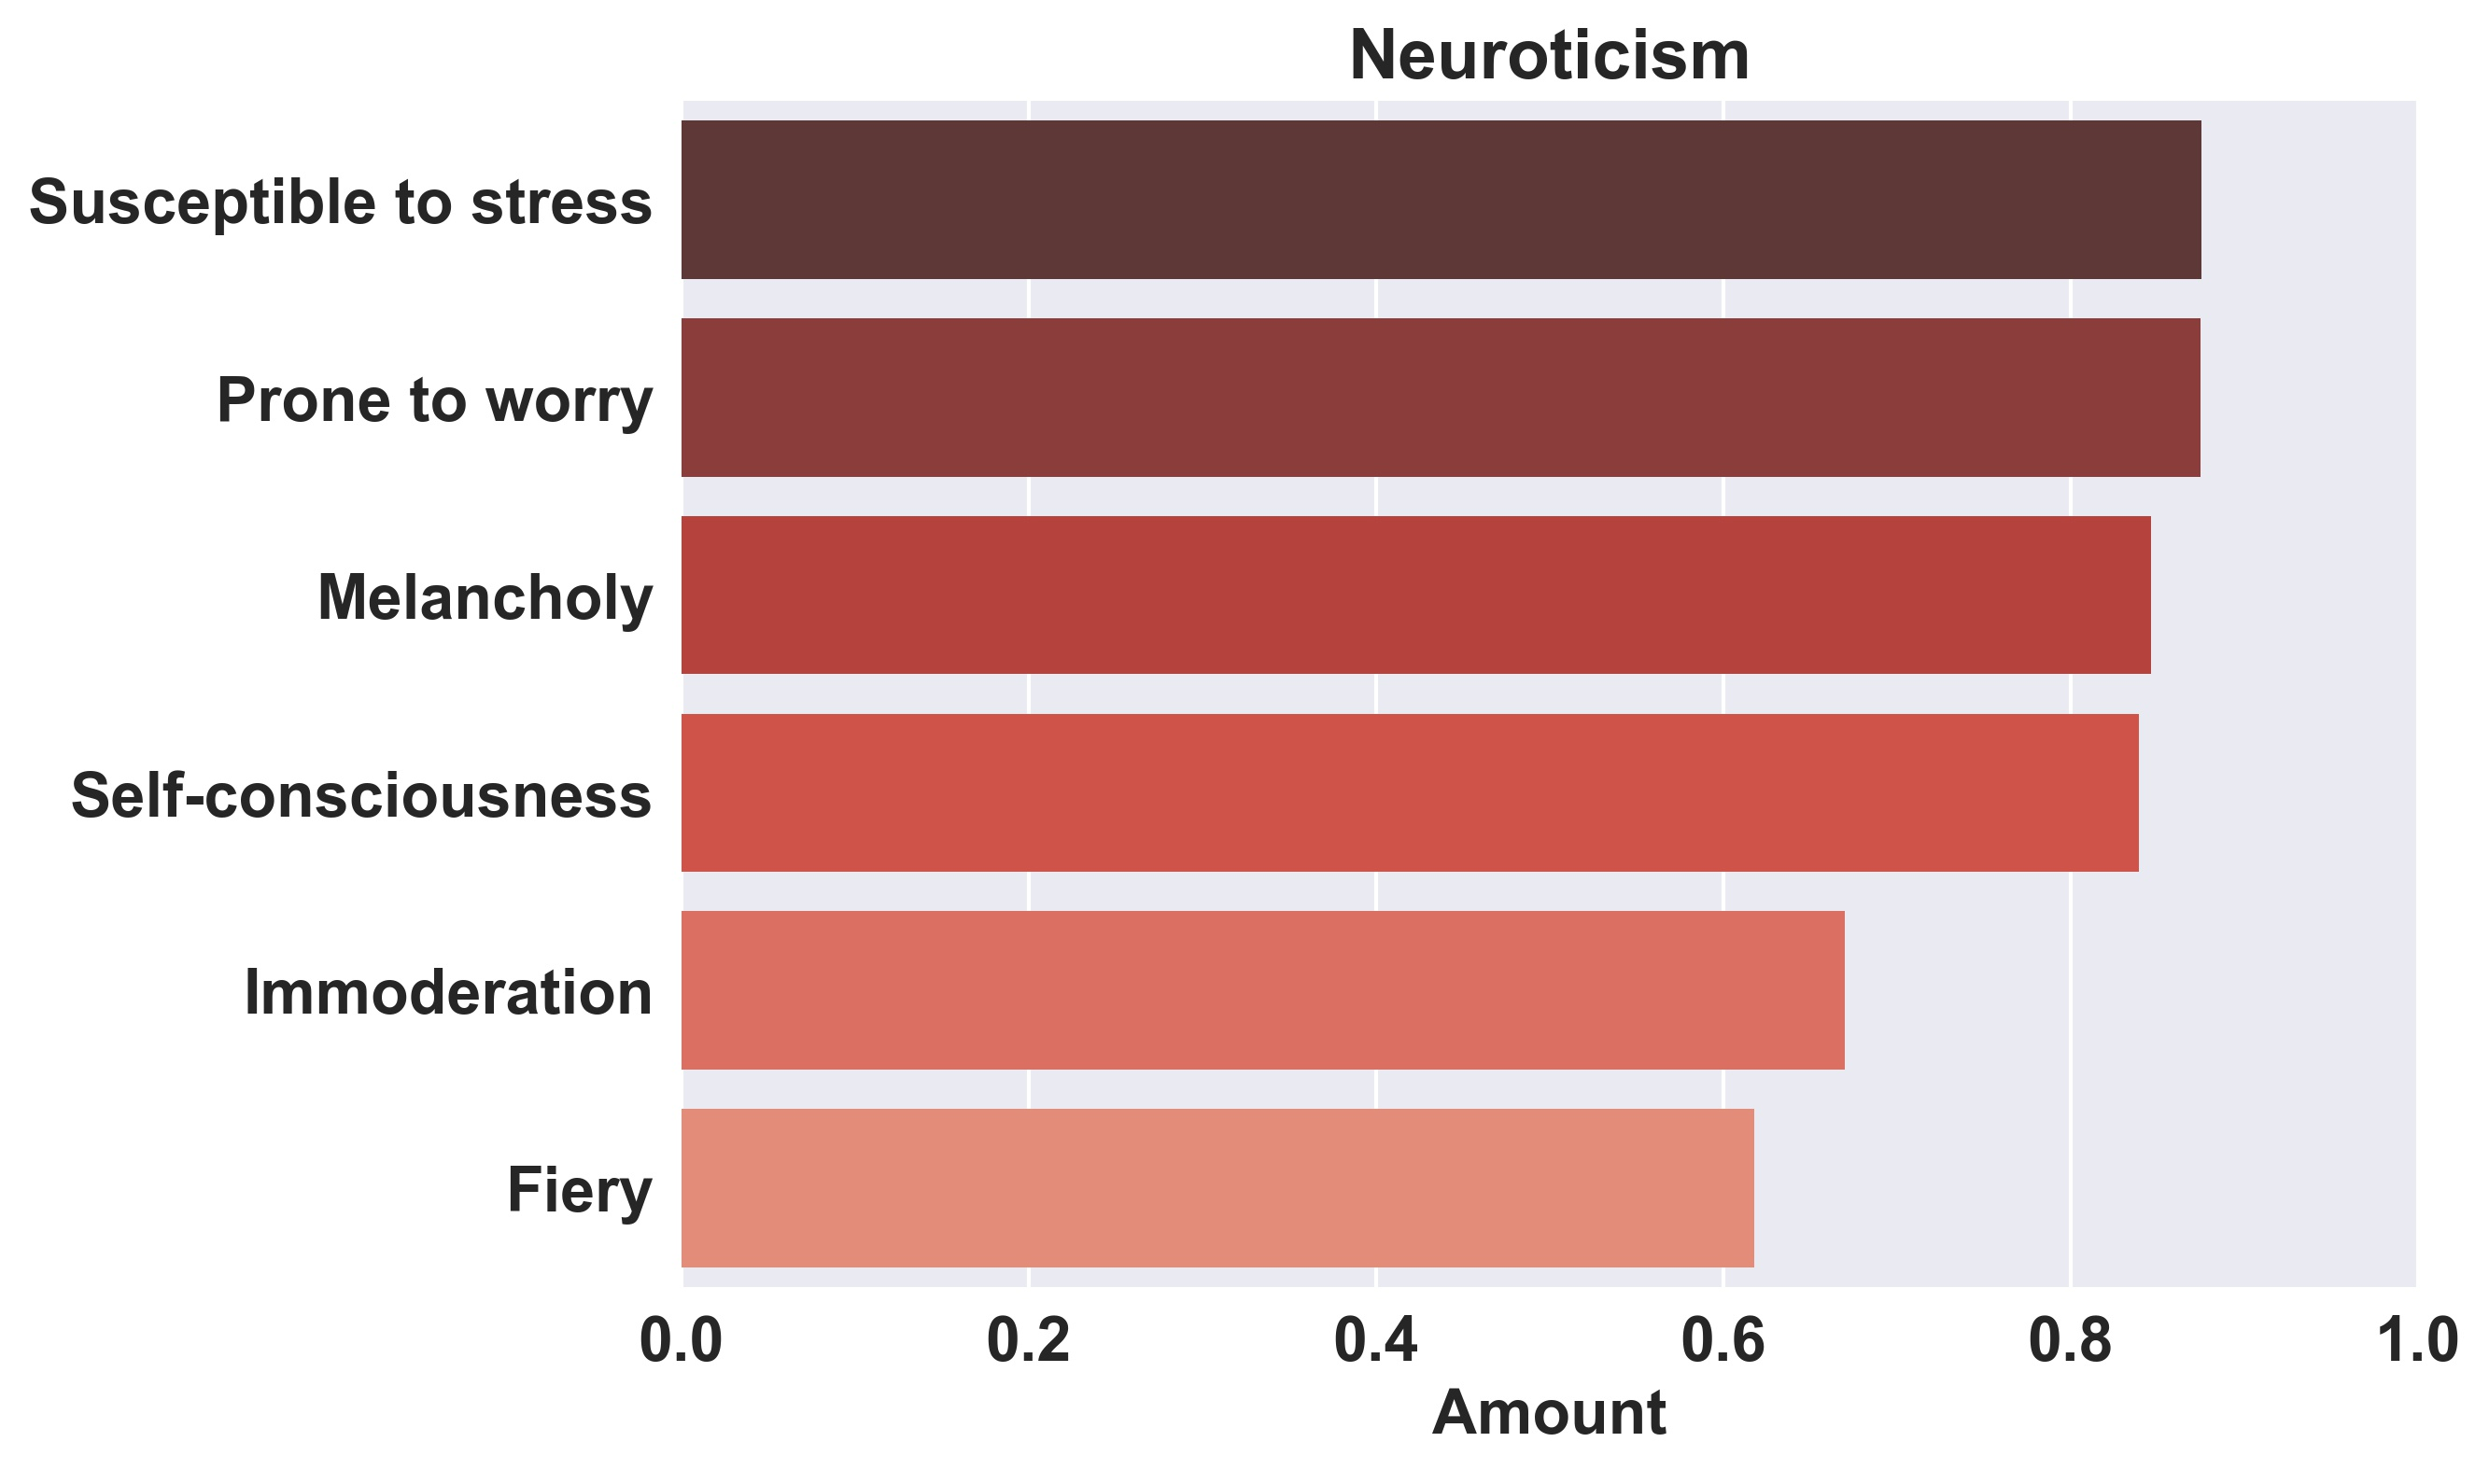 Neuroticism
Susceptible to stress
Prone to worry
Melancholy
Self-consciousness
Immoderation
Fiery
0.0 0.2 0.4 0.6 0.8 1.0
Amount